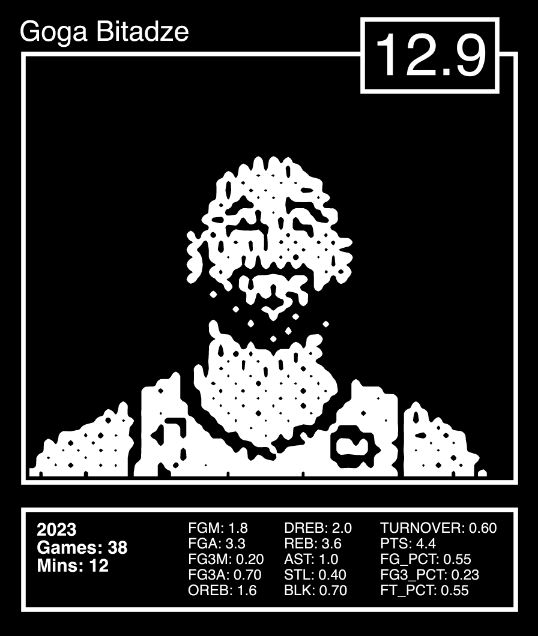 Goga Bitadze
12.9
2023
Games: 38
Mins: 12
FGM: 1.8
FGA: 3.3
FG3M: 0.20
FG3A: 0.70
OREB: 1.6
DREB: 2.0
REB: 3.6
AST: 1.0
STL: 0.40
BLK: 0.70
TURNOVER: 0.60
PTS: 4.4
FG_PCT: 0.55
FG3_PCT: 0.23
FT_PCT: 0.55